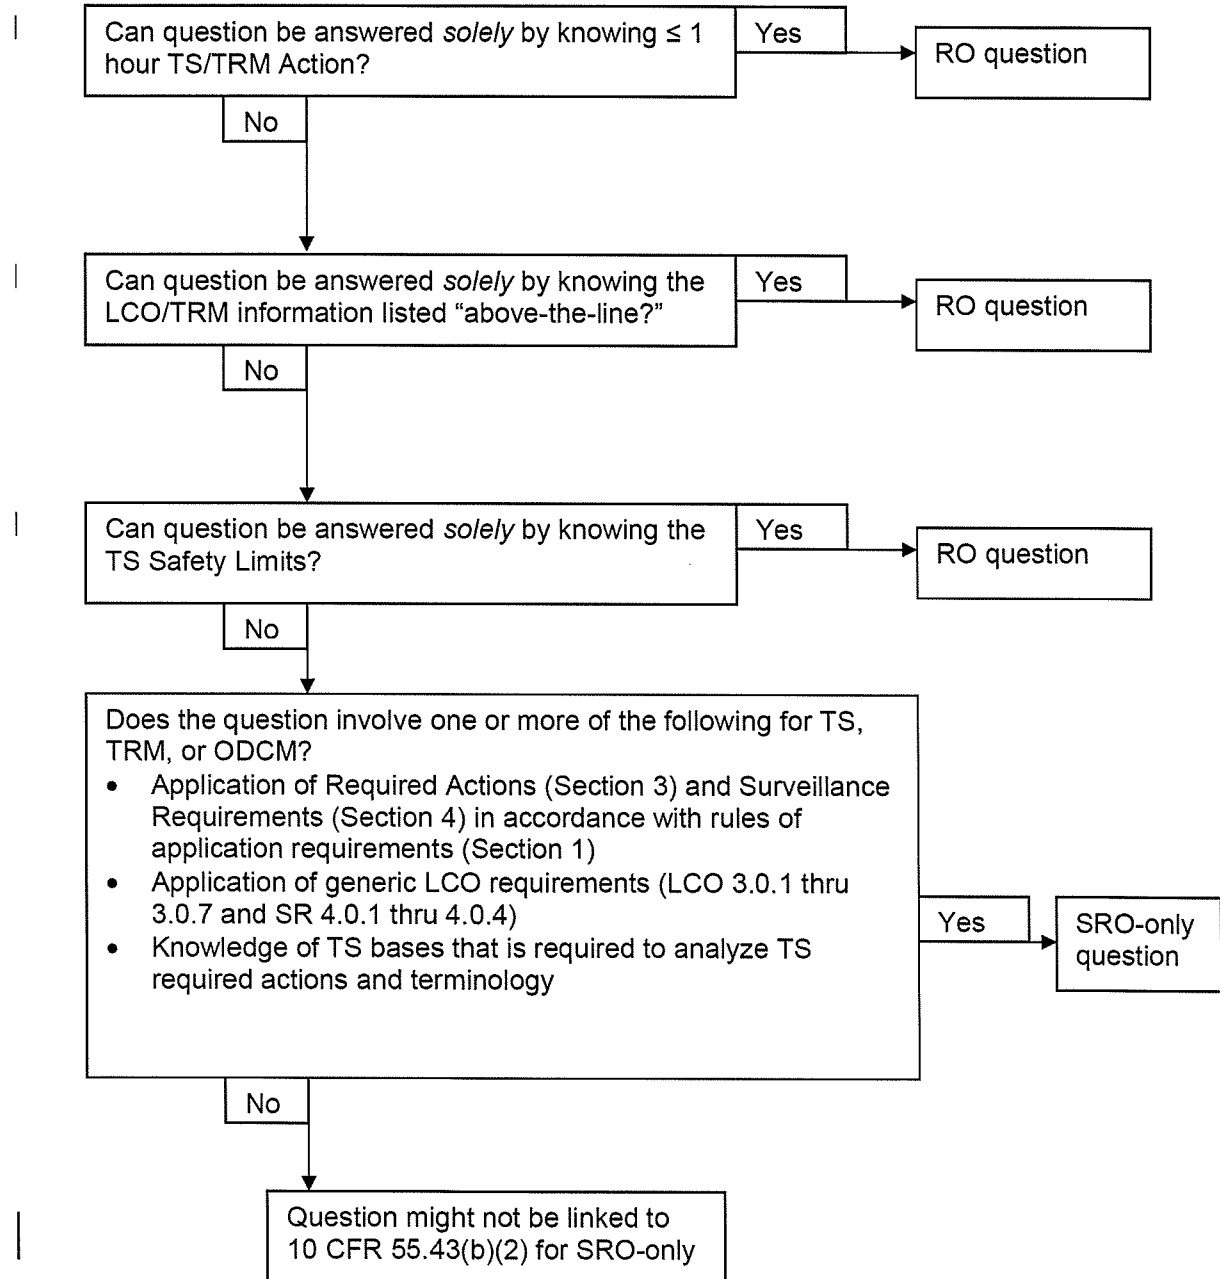 Can question be answered solely by knowing ≤ 1
hour TS/TRM Action?
Yes
RO question
No
Can question be answered solely by knowing the
LCO/TRM information listed “above-the-line?”
Yes
RO question
No
Can question be answered solely by knowing the
TS Safety Limits?
Yes
RO question
No
Does the question involve one or more of the following for TS,
TRM, or ODCM?
• Application of Required Actions (Section 3) and Surveillance
Requirements (Section 4) in accordance with rules of
application requirements (Section 1)
• Application of generic LCO requirements (LCO 3.0.1 thru
3.0.7 and SR 4.0.1 thru 4.0.4)
• Knowledge of TS bases that is required to analyze TS
required actions and terminology
Yes
SRO-only
question
No
Question might not be linked to
10 CFR 55.43(b)(2) for SRO-only